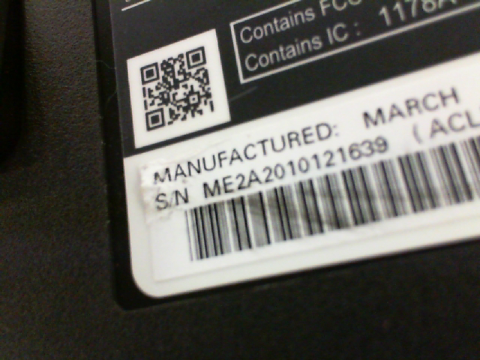 Contains FCC
Contains IC : 1178A
MANUFACTURED: MARCH
S/N ME2A2010121639 (ACL-